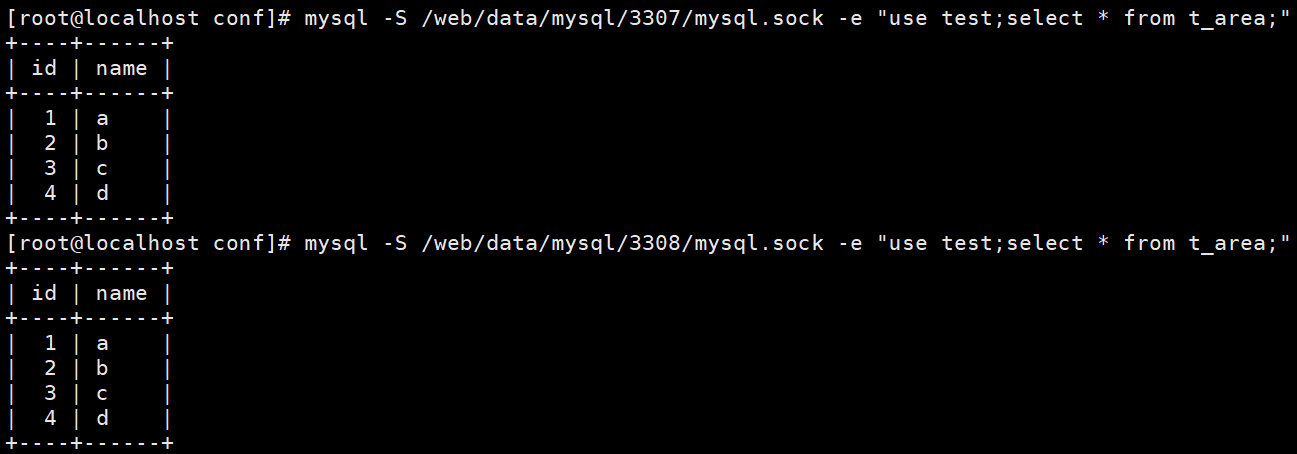 [root@localhost conf]# mysql -S /web/data/mysql/3307/mysql.sock -e "use test;select * from t_area;"
+----+------+
| id | name |
+----+------+
|  1 | a    |
|  2 | b    |
|  3 | c    |
|  4 | d    |
+----+------+
[root@localhost conf]# mysql -S /web/data/mysql/3308/mysql.sock -e "use test;select * from t_area;"
+----+------+
| id | name |
+----+------+
|  1 | a    |
|  2 | b    |
|  3 | c    |
|  4 | d    |
+----+------+